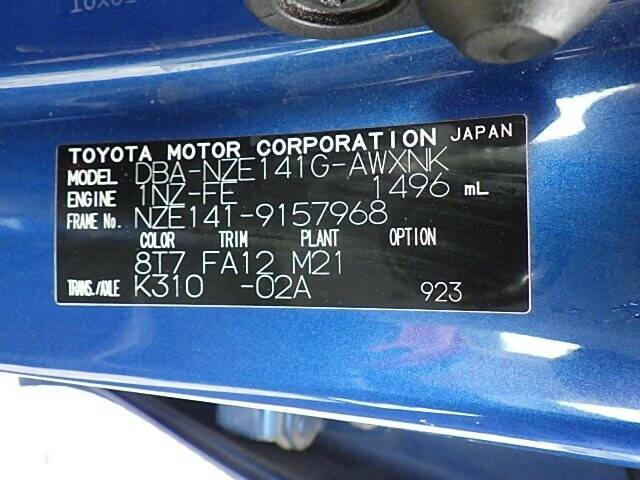 TOYOTA MOTOR CORPORATION JAPAN
MODEL DBA-NZE141G-AWXNK
ENGINE 1NZ-FE 1496 mL
FRAME No. NZE141-9157968
COLOR TRIM PLANT OPTION
8T7 FA12 M21
TRANS./AXLE K310 -02A 923